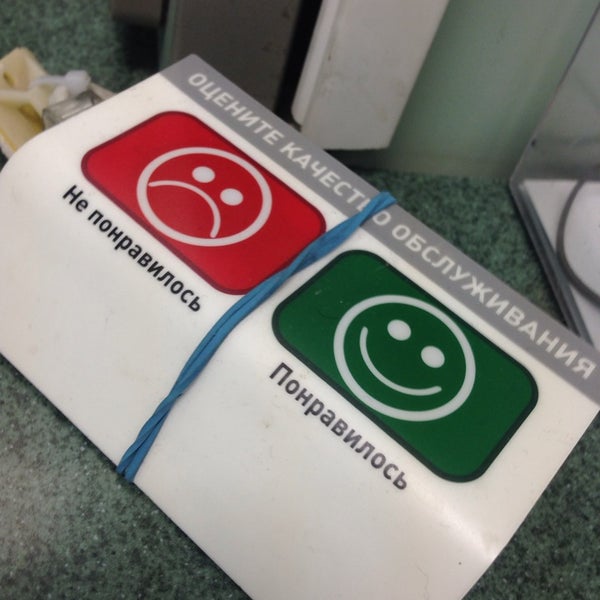 ОЦЕНИТЕ КАЧЕСТВО ОБСЛУЖИВАНИЯ
Не понравилось
Понравилось